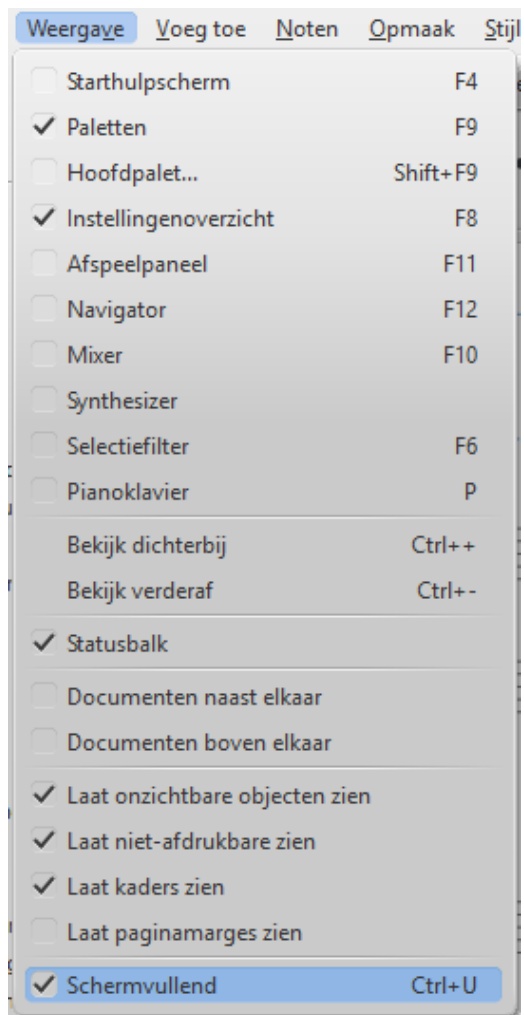 Weergave Voeg toe Noten Opmaak Stijl
Starthulpscherm F4
Paletten F9
Hoofdpalet... Shift+F9
Instellingenoverzicht F8
Afspeelpaneel F11
Navigator F12
Mixer F10
Synthesizer
Selectiefilter F6
Pianoklavier P
Bekijk dichterbij Ctrl++
Bekijk verderaf Ctrl+-
Statusbalk
Documenten naast elkaar
Documenten boven elkaar
Laat onzichtbare objecten zien
Laat niet-afdrukbare zien
Laat kaders zien
Laat paginamarges zien
Schermvullend Ctrl+U